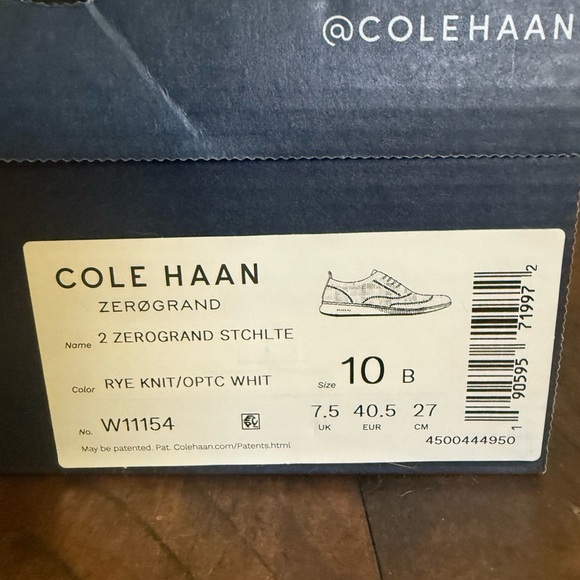 @COLEHAAN
COLE HAAN
ZERØGRAND
Name 2 ZEROGRAND STCHLTE
Color RYE KNIT/OPTC WHIT
Size 10 B
No. W11154
7.5 40.5 27
UK EUR CM
May be patented. Pat. Colehaan.com/Patents.html
4500444950
1 90595 71997 2